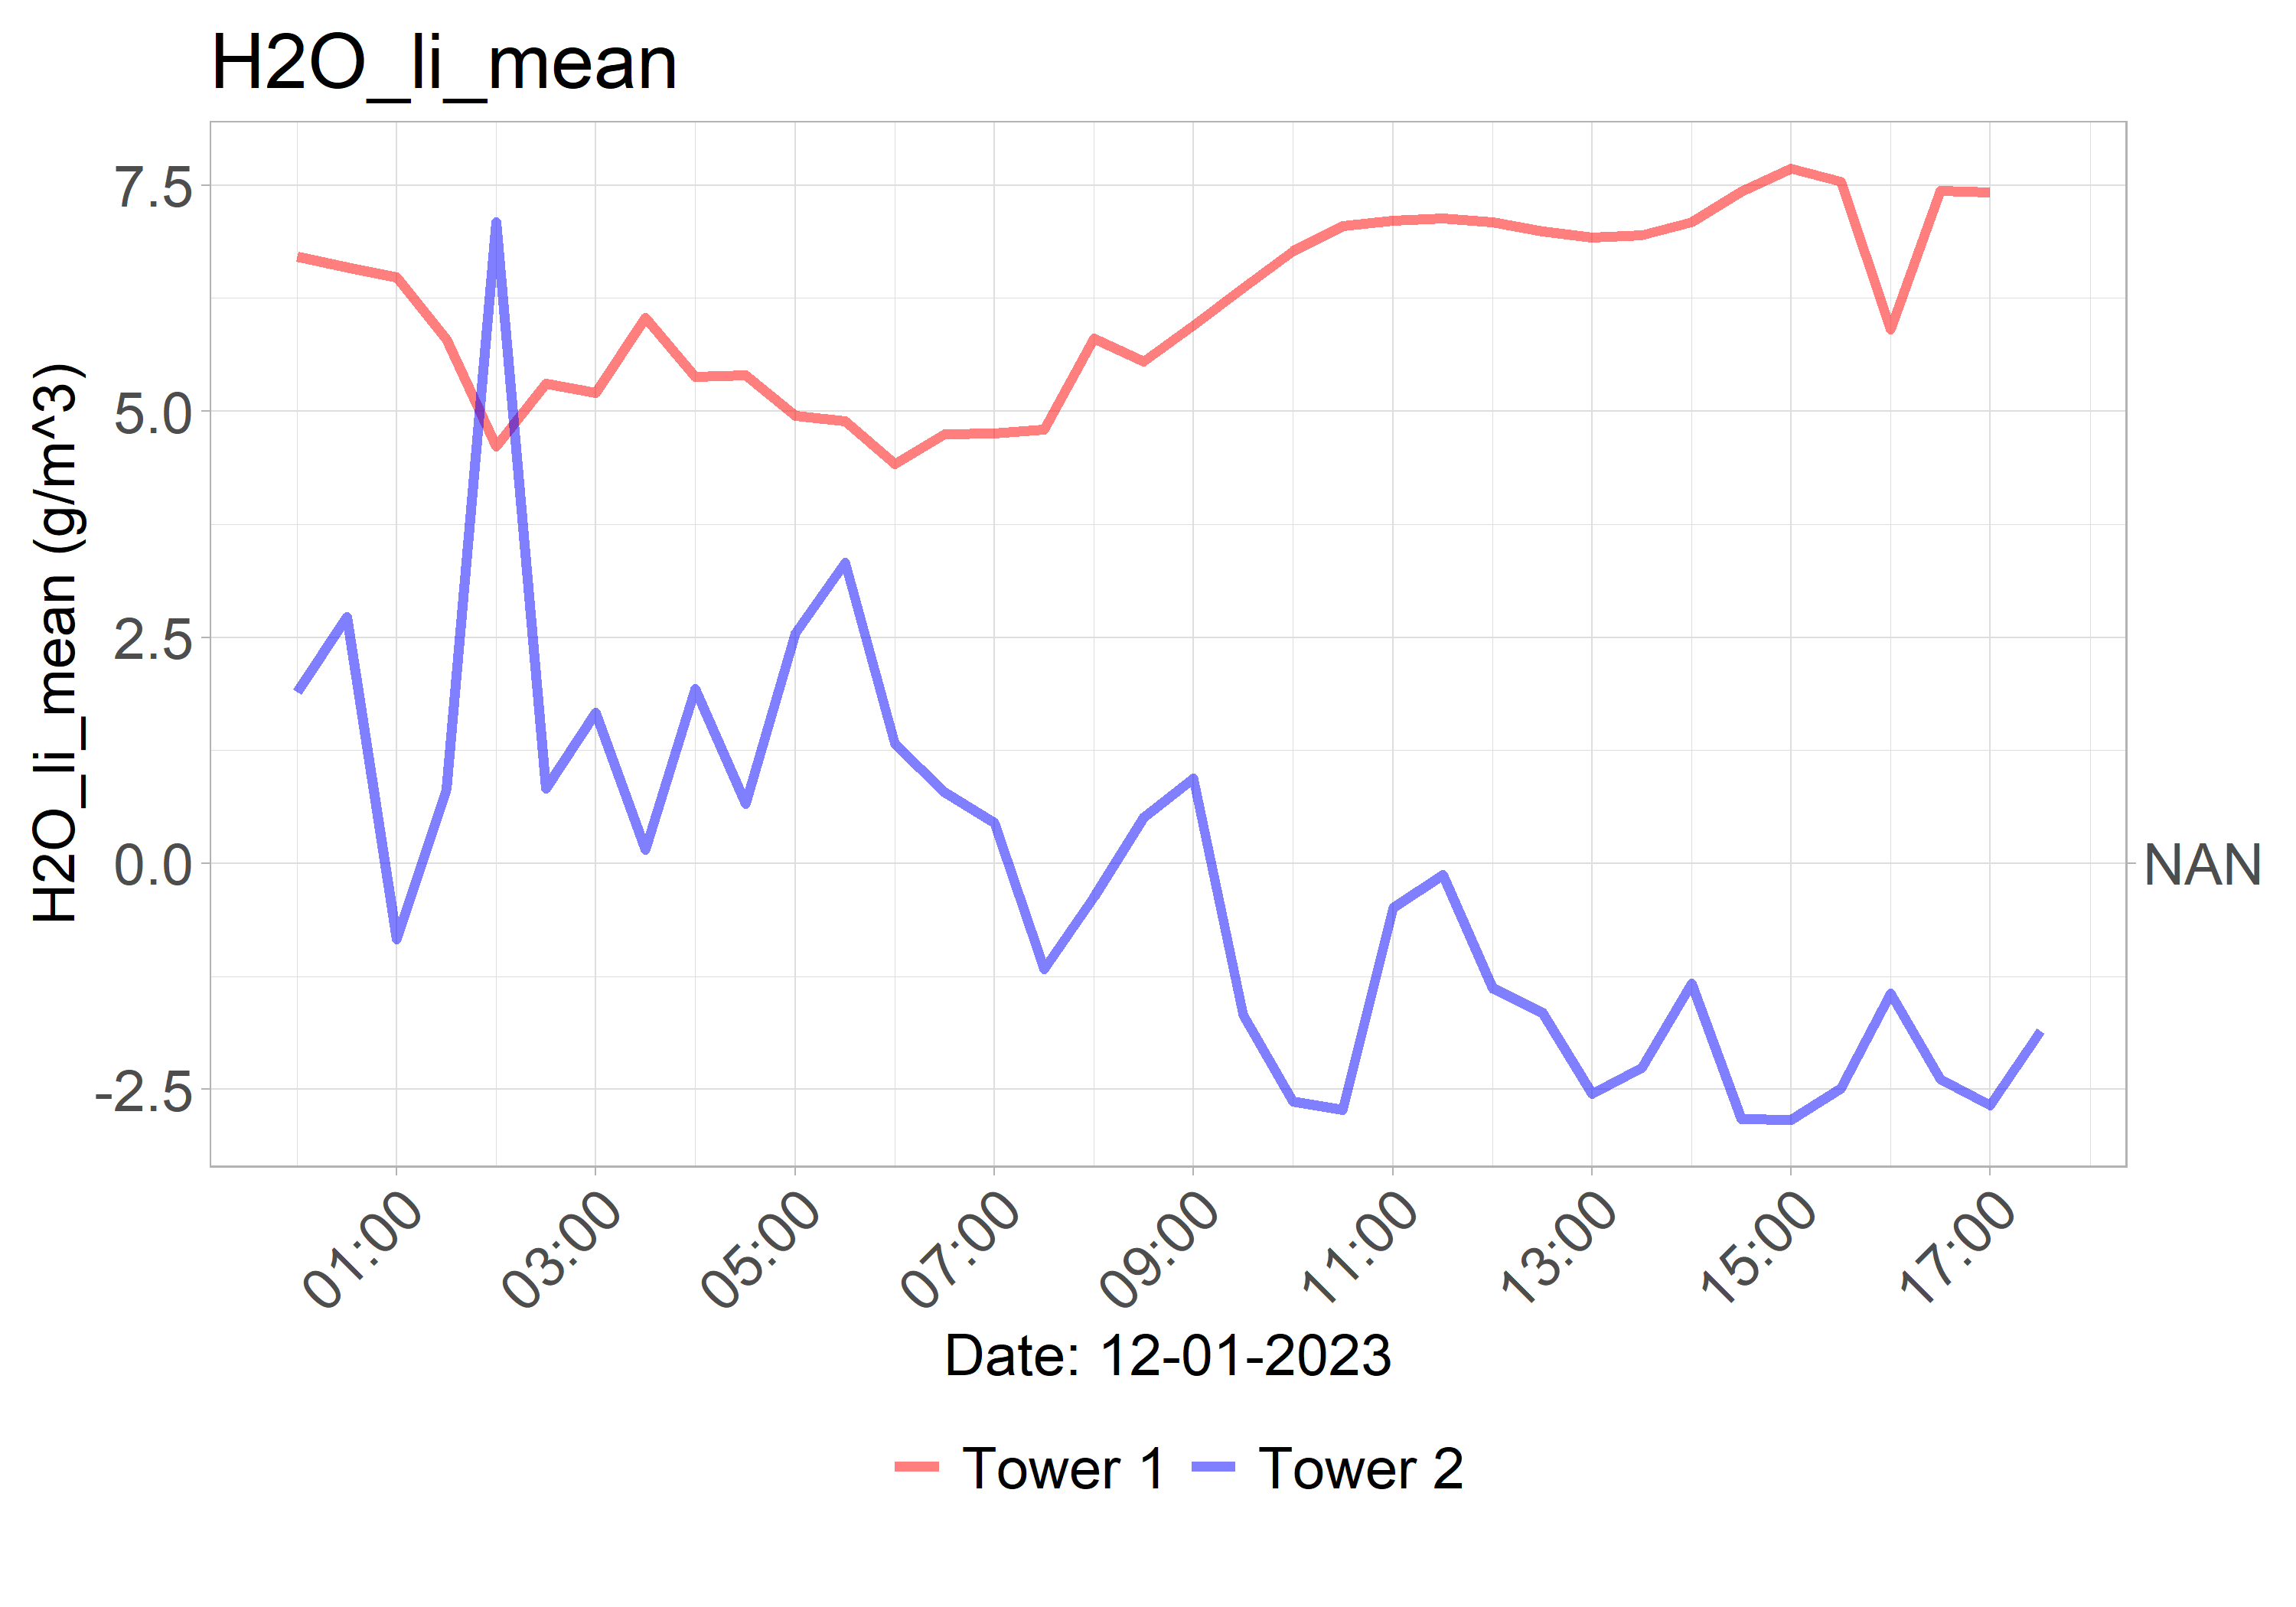 H2O_li_mean
H2O_li_mean (g/m^3)
7.5
5.0
2.5
0.0
-2.5
NAN
01:00 03:00 05:00 07:00 09:00 11:00 13:00 15:00 17:00
Date: 12-01-2023
Tower 1 Tower 2